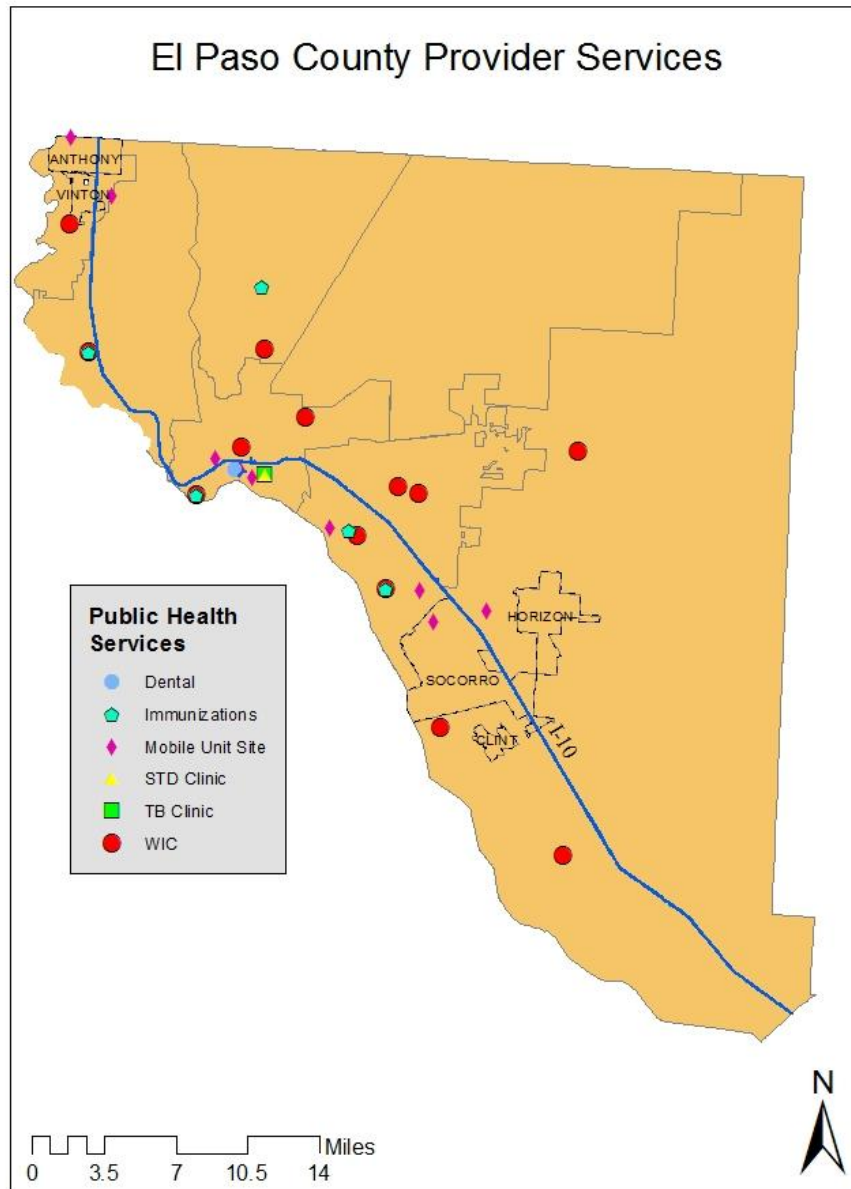 El Paso County Provider Services
ANTHONY
VINTON
HORIZON
SOCORRO
CLINT
I-10
Public Health
Services
Dental
Immunizations
Mobile Unit Site
STD Clinic
TB Clinic
WIC
N
Miles
0 3.5 7 10.5 14